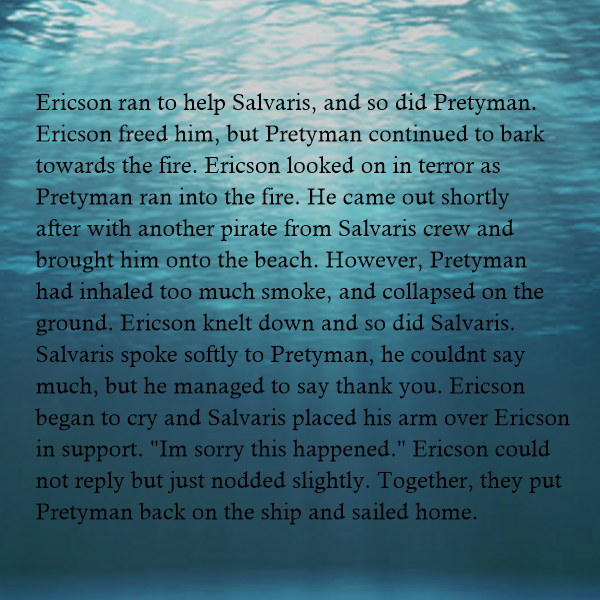 Ericson ran to help Salvaris, and so did Pretyman.
Ericson freed him, but Pretyman continued to bark
towards the fire. Ericson looked on in terror as
Pretyman ran into the fire. He came out shortly
after with another pirate from Salvaris crew and
brought him onto the beach. However, Pretyman
had inhaled too much smoke, and collapsed on the
ground. Ericson knelt down and so did Salvaris.
Salvaris spoke softly to Pretyman, he couldnt say
much, but he managed to say thank you. Ericson
began to cry and Salvaris placed his arm over Ericson
in support. "Im sorry this happened." Ericson could
not reply but just nodded slightly. Together, they put
Pretyman back on the ship and sailed home.